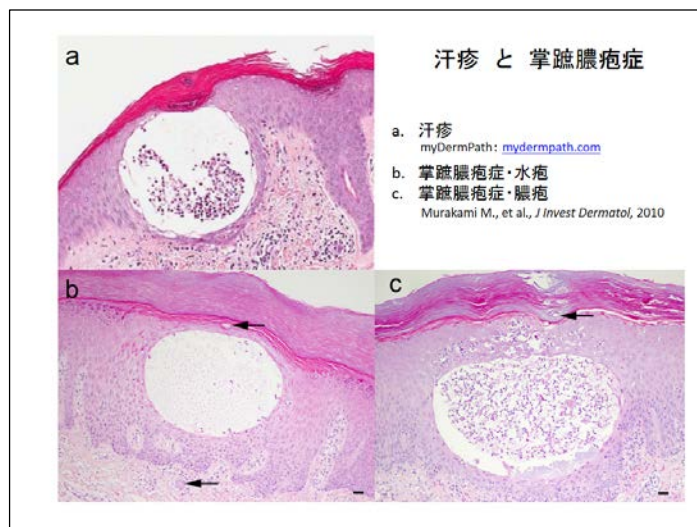 汗疹 と 掌蹠膿疱症
a
a. 汗疹
myDermPath: mydermpath.com
b. 掌蹠膿疱症・水疱
c. 掌蹠膿疱症・膿疱
Murakami M., et al., J Invest Dermatol, 2010
b
c